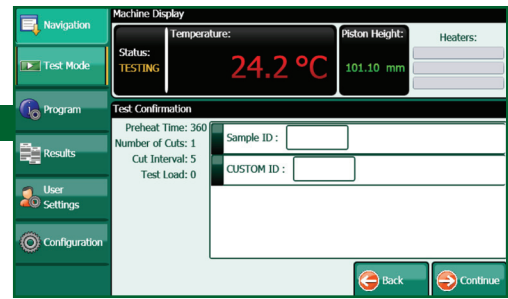 Navigation
Test Mode
Program
Results
User
Settings
Configuration
Machine Display
Status:
TESTING
Temperature:
24.2 °C
Piston Height:
101.10 mm
Heaters:
Test Confirmation
Preheat Time: 360
Number of Cuts: 1
Cut Interval: 5
Test Load: 0
Sample ID :
CUSTOM ID :
Back
Continue